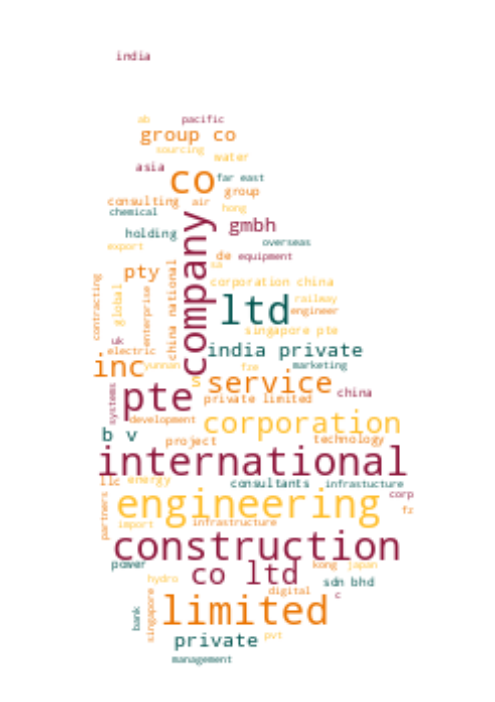 india
ab
pacific
group co
sourcing
water
asia
co
far east
group
consulting
air
chemical
hong
company
gmbh
holding
overseas
export
de
equipment
sa
pty
china national
corporation china
contracting
global
enterprise
ltd
railway
engineer
singapore pte
uk
electric
india private
inc
yunnan
fze
marketing
s
service
systems
pte
private limited
china
development
corporation
b v
project
technology
international
llc
energy
consultants
infrastucture
corp
partners
engineering
fz
import
infrastructure
construction
power
kong
japan
hydro
co ltd
sdn bhd
singapore
digital
c
bank
limited
private
pvt
management